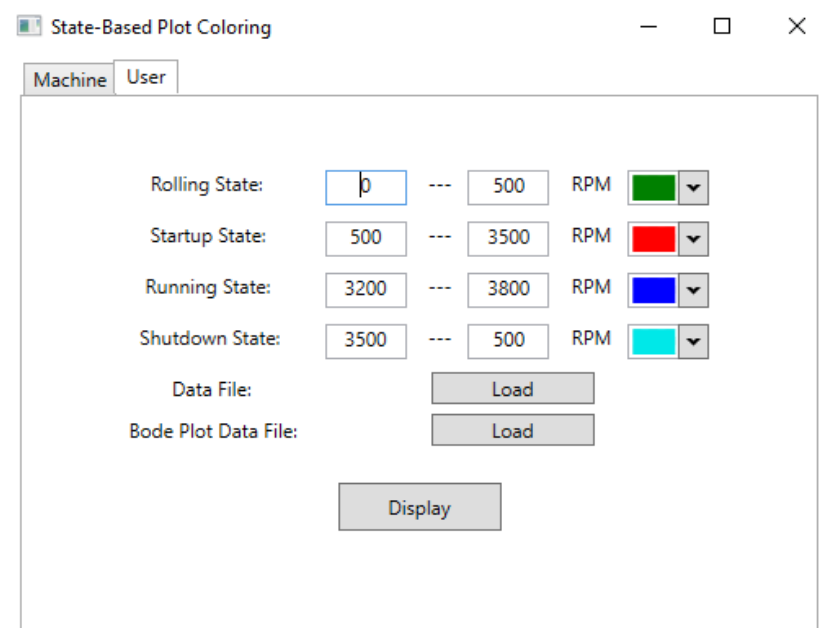 State-Based Plot Coloring
Machine User
Rolling State: 0 --- 500 RPM
Startup State: 500 --- 3500 RPM
Running State: 3200 --- 3800 RPM
Shutdown State: 3500 --- 500 RPM
Data File: Load
Bode Plot Data File: Load
Display